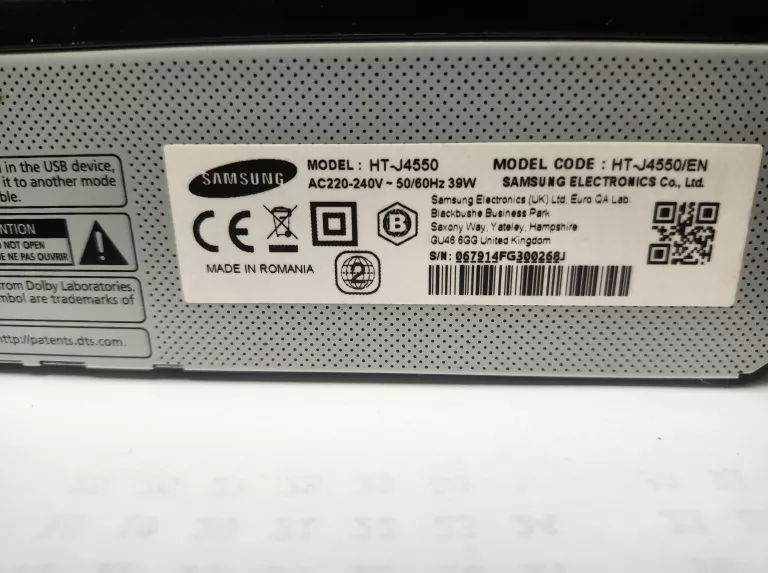 in the USB device,
it to another mode
ble.
NTION
NOT OPEN
E NE PAS OUVRIR
from Dolby Laboratories.
mbol are trademarks of
http://patents.dts.com.
SAMSUNG
MODEL : HT-J4550
MODEL CODE : HT-J4550/EN
AC220-240V ~ 50/60Hz 39W
SAMSUNG ELECTRONICS Co., Ltd.
Samsung Electronics (UK) Ltd. Euro QA Lab.
Blackbushe Business Park
Saxony Way, Yateley, Hampshire
GU46 6GG United Kingdom
S/N: 067914FG300268J
CE
B
2
MADE IN ROMANIA